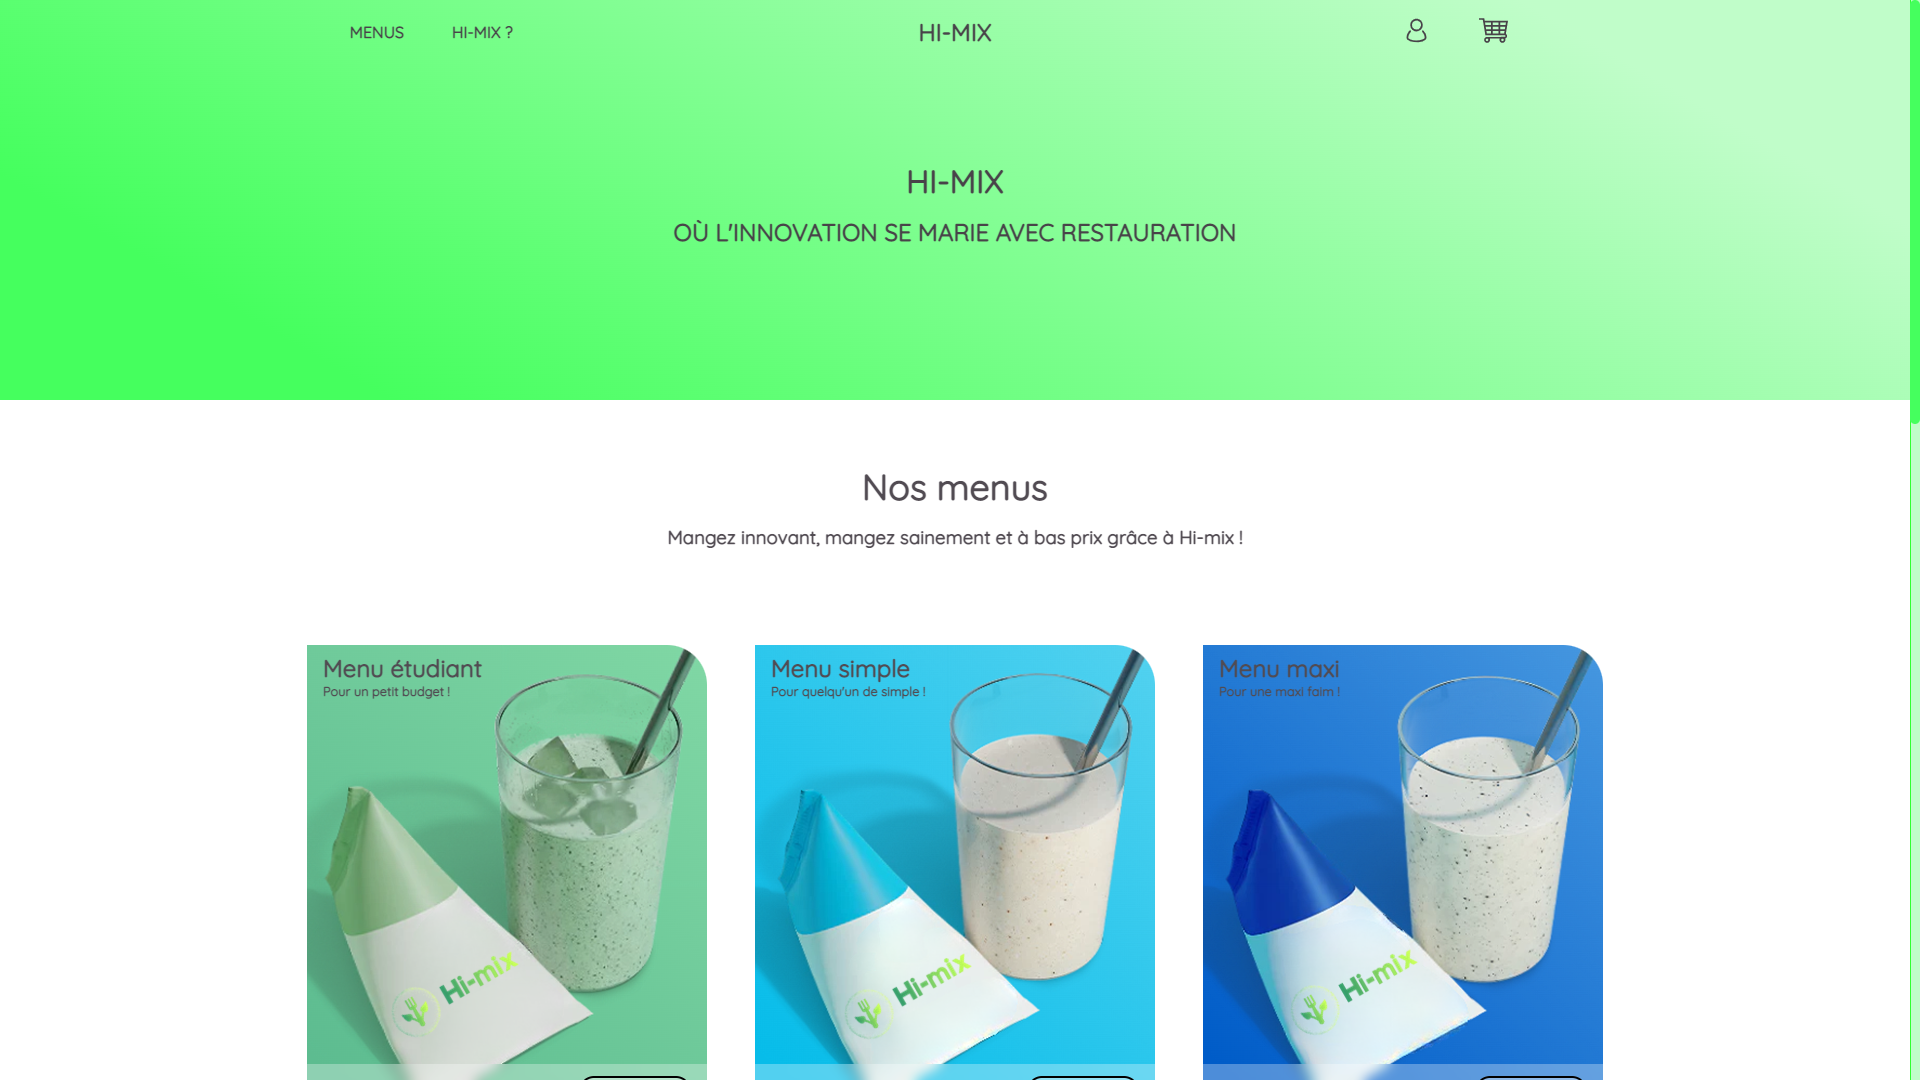 MENUS
HI-MIX ?
HI-MIX
HI-MIX
OÙ L'INNOVATION SE MARIE AVEC RESTAURATION
Nos menus
Mangez innovant, mangez sainement et à bas prix grâce à Hi-mix !
Menu étudiant
Pour un petit budget !
Hi-mix
Menu simple
Pour quelqu'un de simple !
Hi-mix
Menu maxi
Pour une maxi faim !
Hi-mix